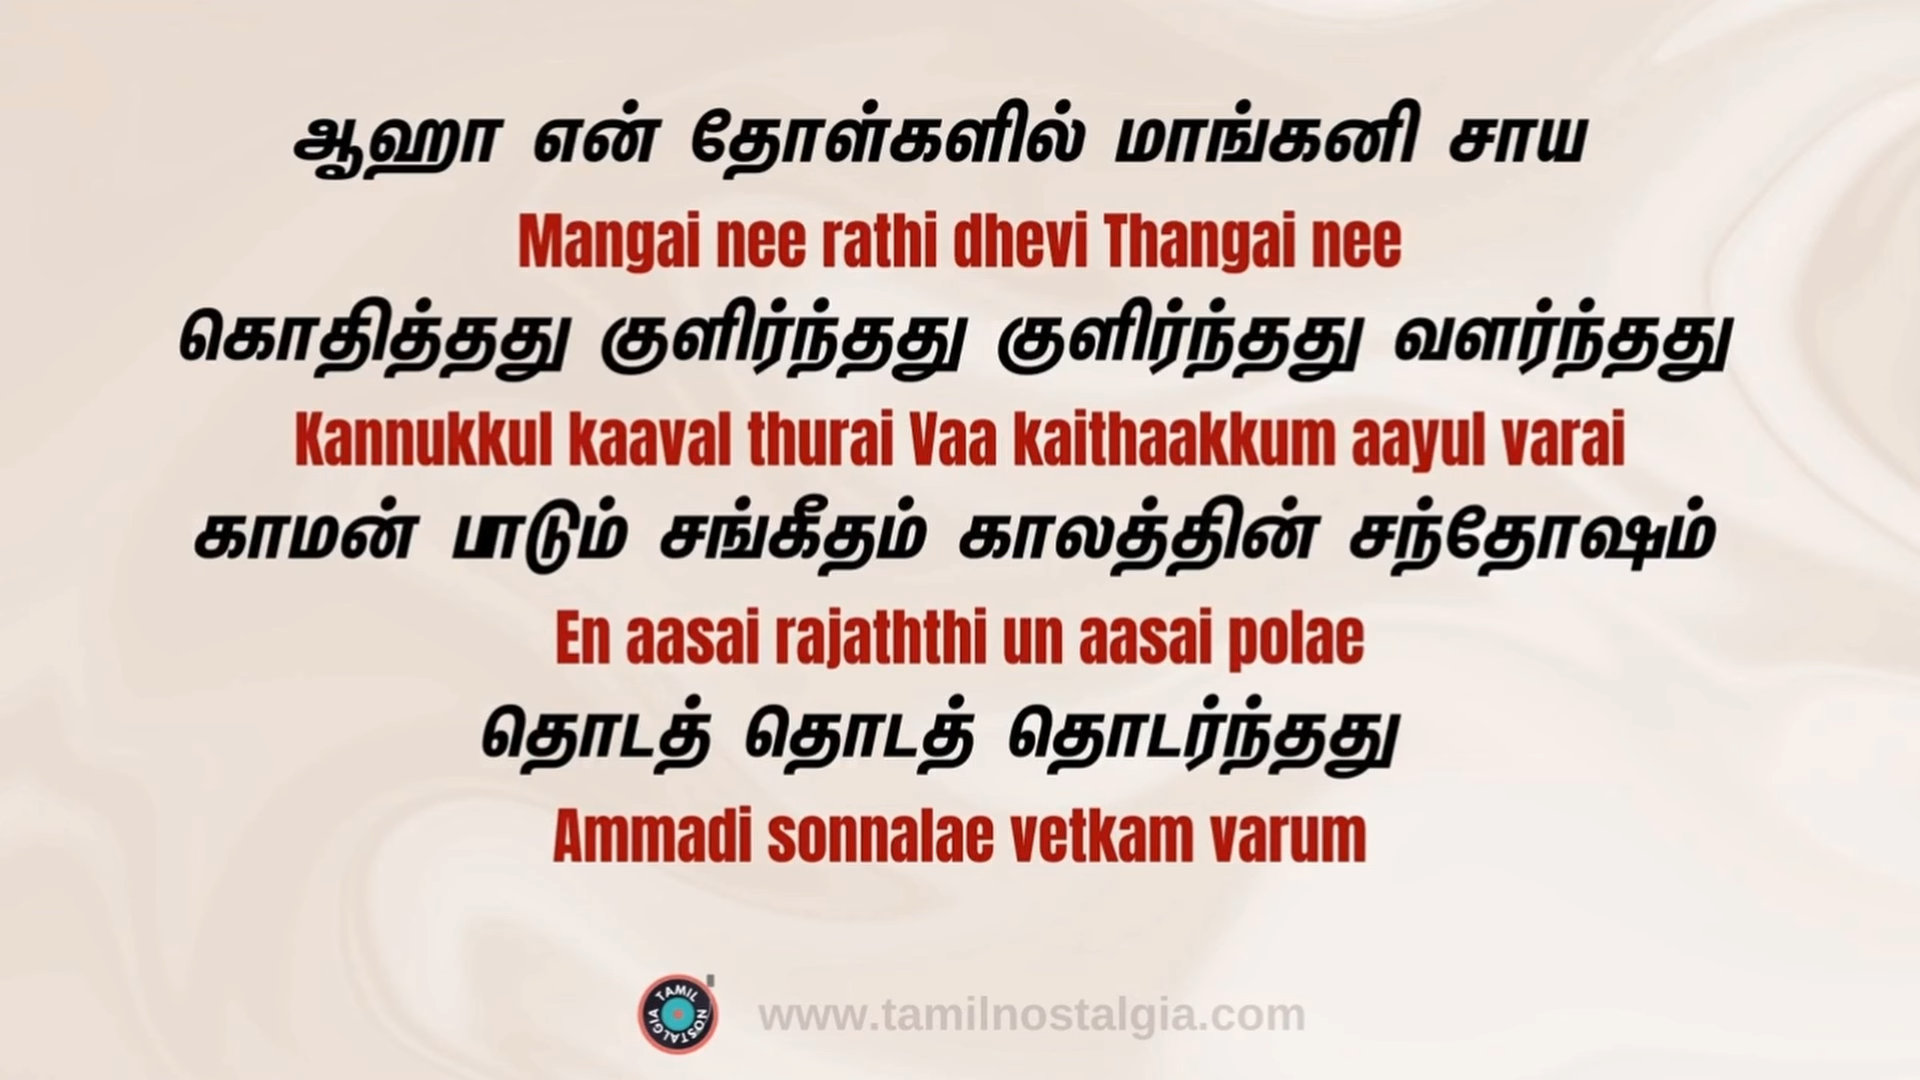 ஆஹா என் தோள்களில் மாங்கனி சாய
Mangai nee rathi dhevi Thangai nee
கொதித்தது குளிர்ந்தது குளிர்ந்தது வளர்ந்தது
Kannukkul kaaval thurai Vaa kaithaakkum aayul varai
காமன் பாடும் சங்கீதம் காலத்தின் சந்தோஷம்
En aasai rajaththi un aasai polae
தொடத் தொடத் தொடர்ந்தது
Ammadi sonnalae vetkam varum
TAMIL NOSTALGIA
www.tamilnostalgia.com